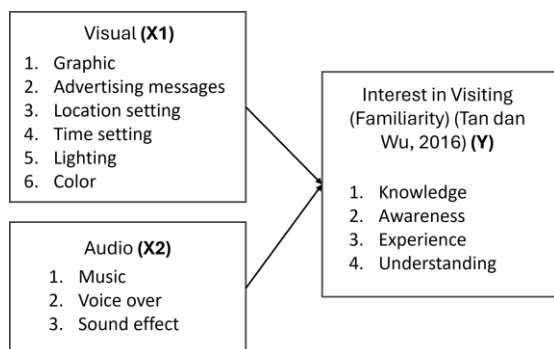 Visual (X1)
1. Graphic
2. Advertising messages
3. Location setting
4. Time setting
5. Lighting
6. Color
Audio (X2)
1. Music
2. Voice over
3. Sound effect
Interest in Visiting
(Familiarity) (Tan dan
Wu, 2016) (Y)
1. Knowledge
2. Awareness
3. Experience
4. Understanding